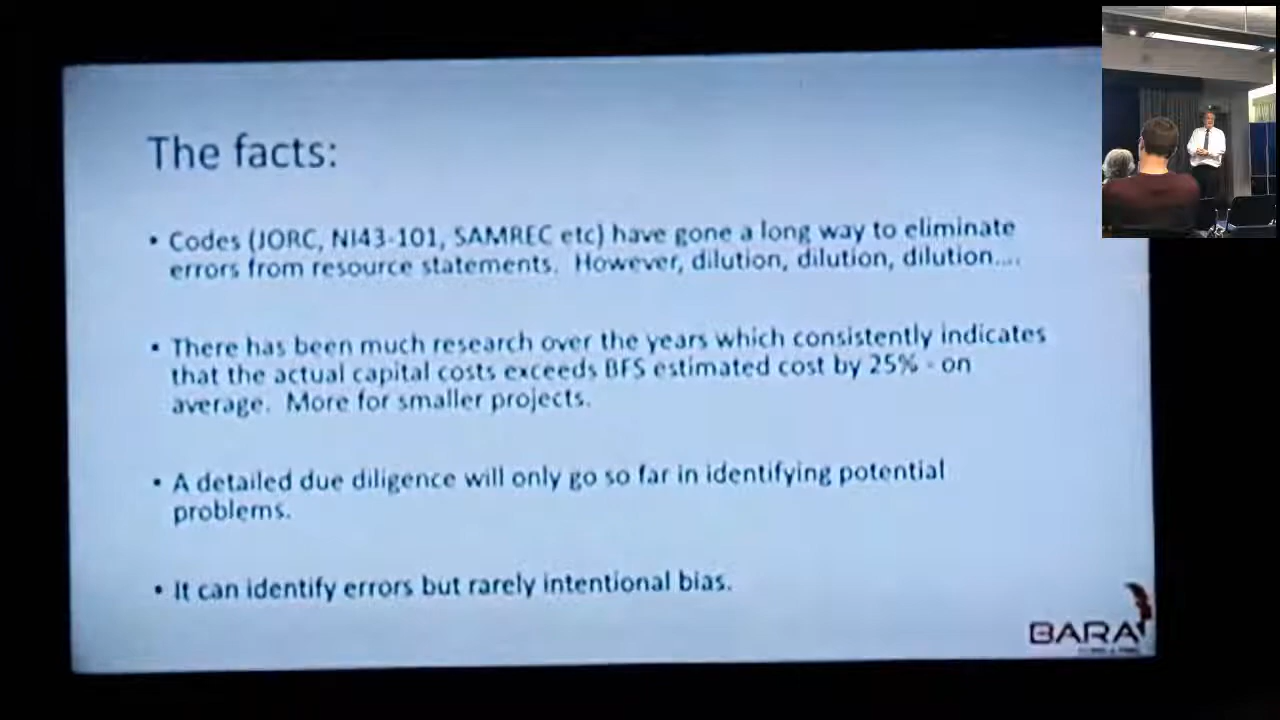 The facts:
• Codes (JORC, NI43-101, SAMREC etc) have gone a long way to eliminate
errors from resource statements. However, dilution, dilution, dilution....
• There has been much research over the years which consistently indicates
that the actual capital costs exceeds BFS estimated cost by 25% - on
average. More for smaller projects.
• A detailed due diligence will only go so far in identifying potential
problems.
• It can identify errors but rarely intentional bias.
BARA